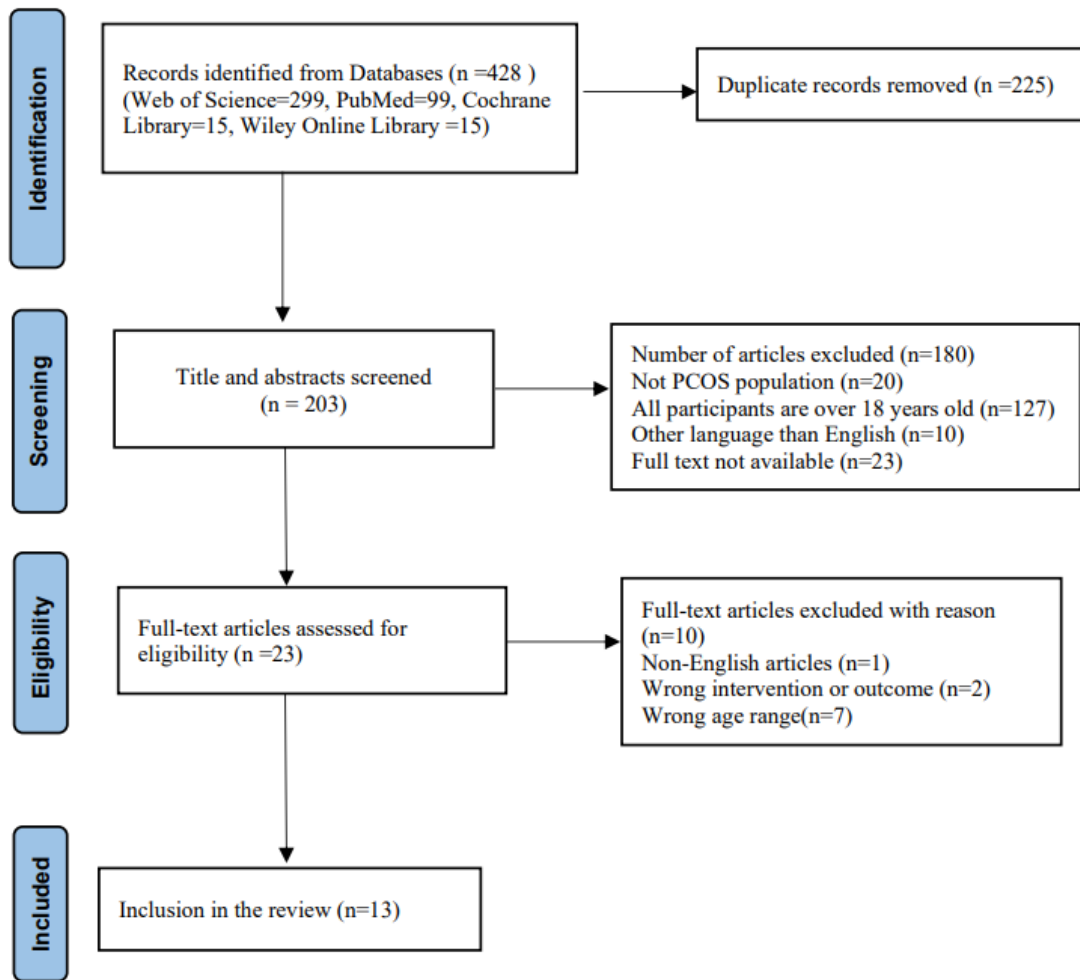 Identification
Records identified from Databases (n =428 )
(Web of Science=299, PubMed=99, Cochrane
Library=15, Wiley Online Library =15)
Duplicate records removed (n =225)
Screening
Title and abstracts screened
(n = 203)
Number of articles excluded (n=180)
Not PCOS population (n=20)
All participants are over 18 years old (n=127)
Other language than English (n=10)
Full text not available (n=23)
Eligibility
Full-text articles assessed for
eligibility (n =23)
Full-text articles excluded with reason
(n=10)
Non-English articles (n=1)
Wrong intervention or outcome (n=2)
Wrong age range(n=7)
Included
Inclusion in the review (n=13)